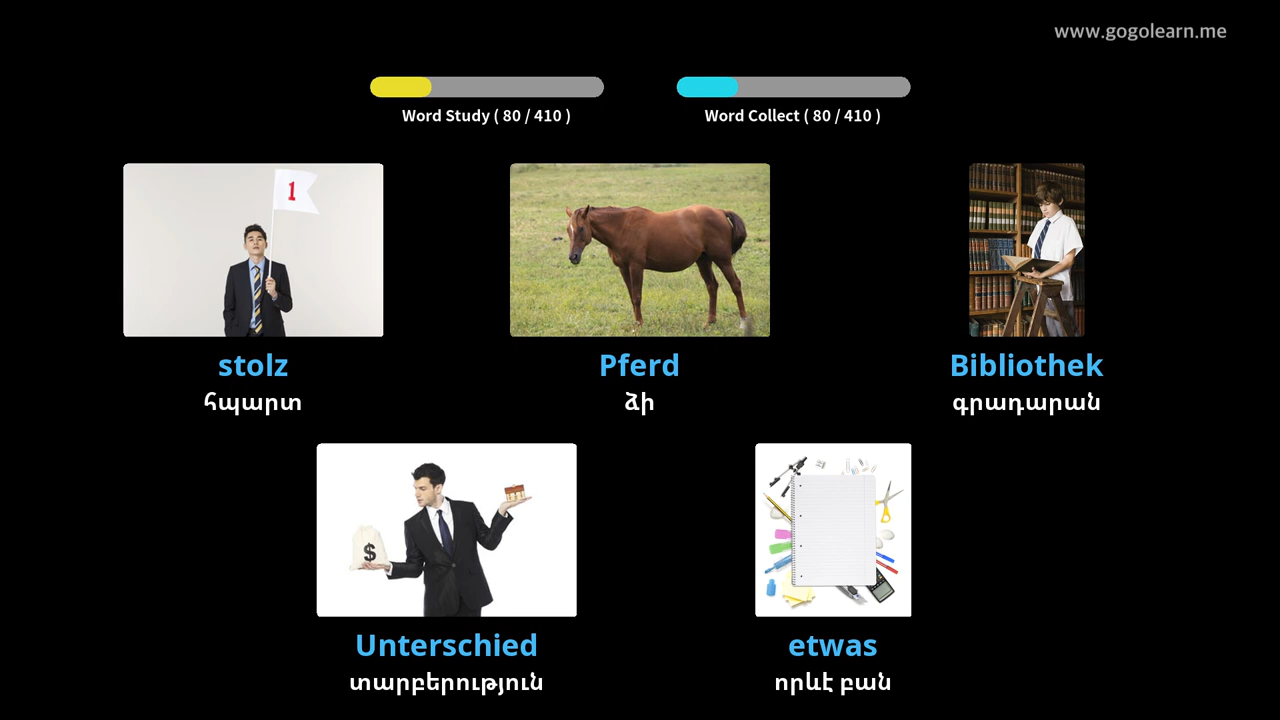 www.gogolearn.me
Word Study ( 80 / 410 )
Word Collect ( 80 / 410 )
1
stolz
հպարտ
Pferd
ձի
Bibliothek
գրադարան
$
Unterschied
տարբերություն
etwas
որևէ բան